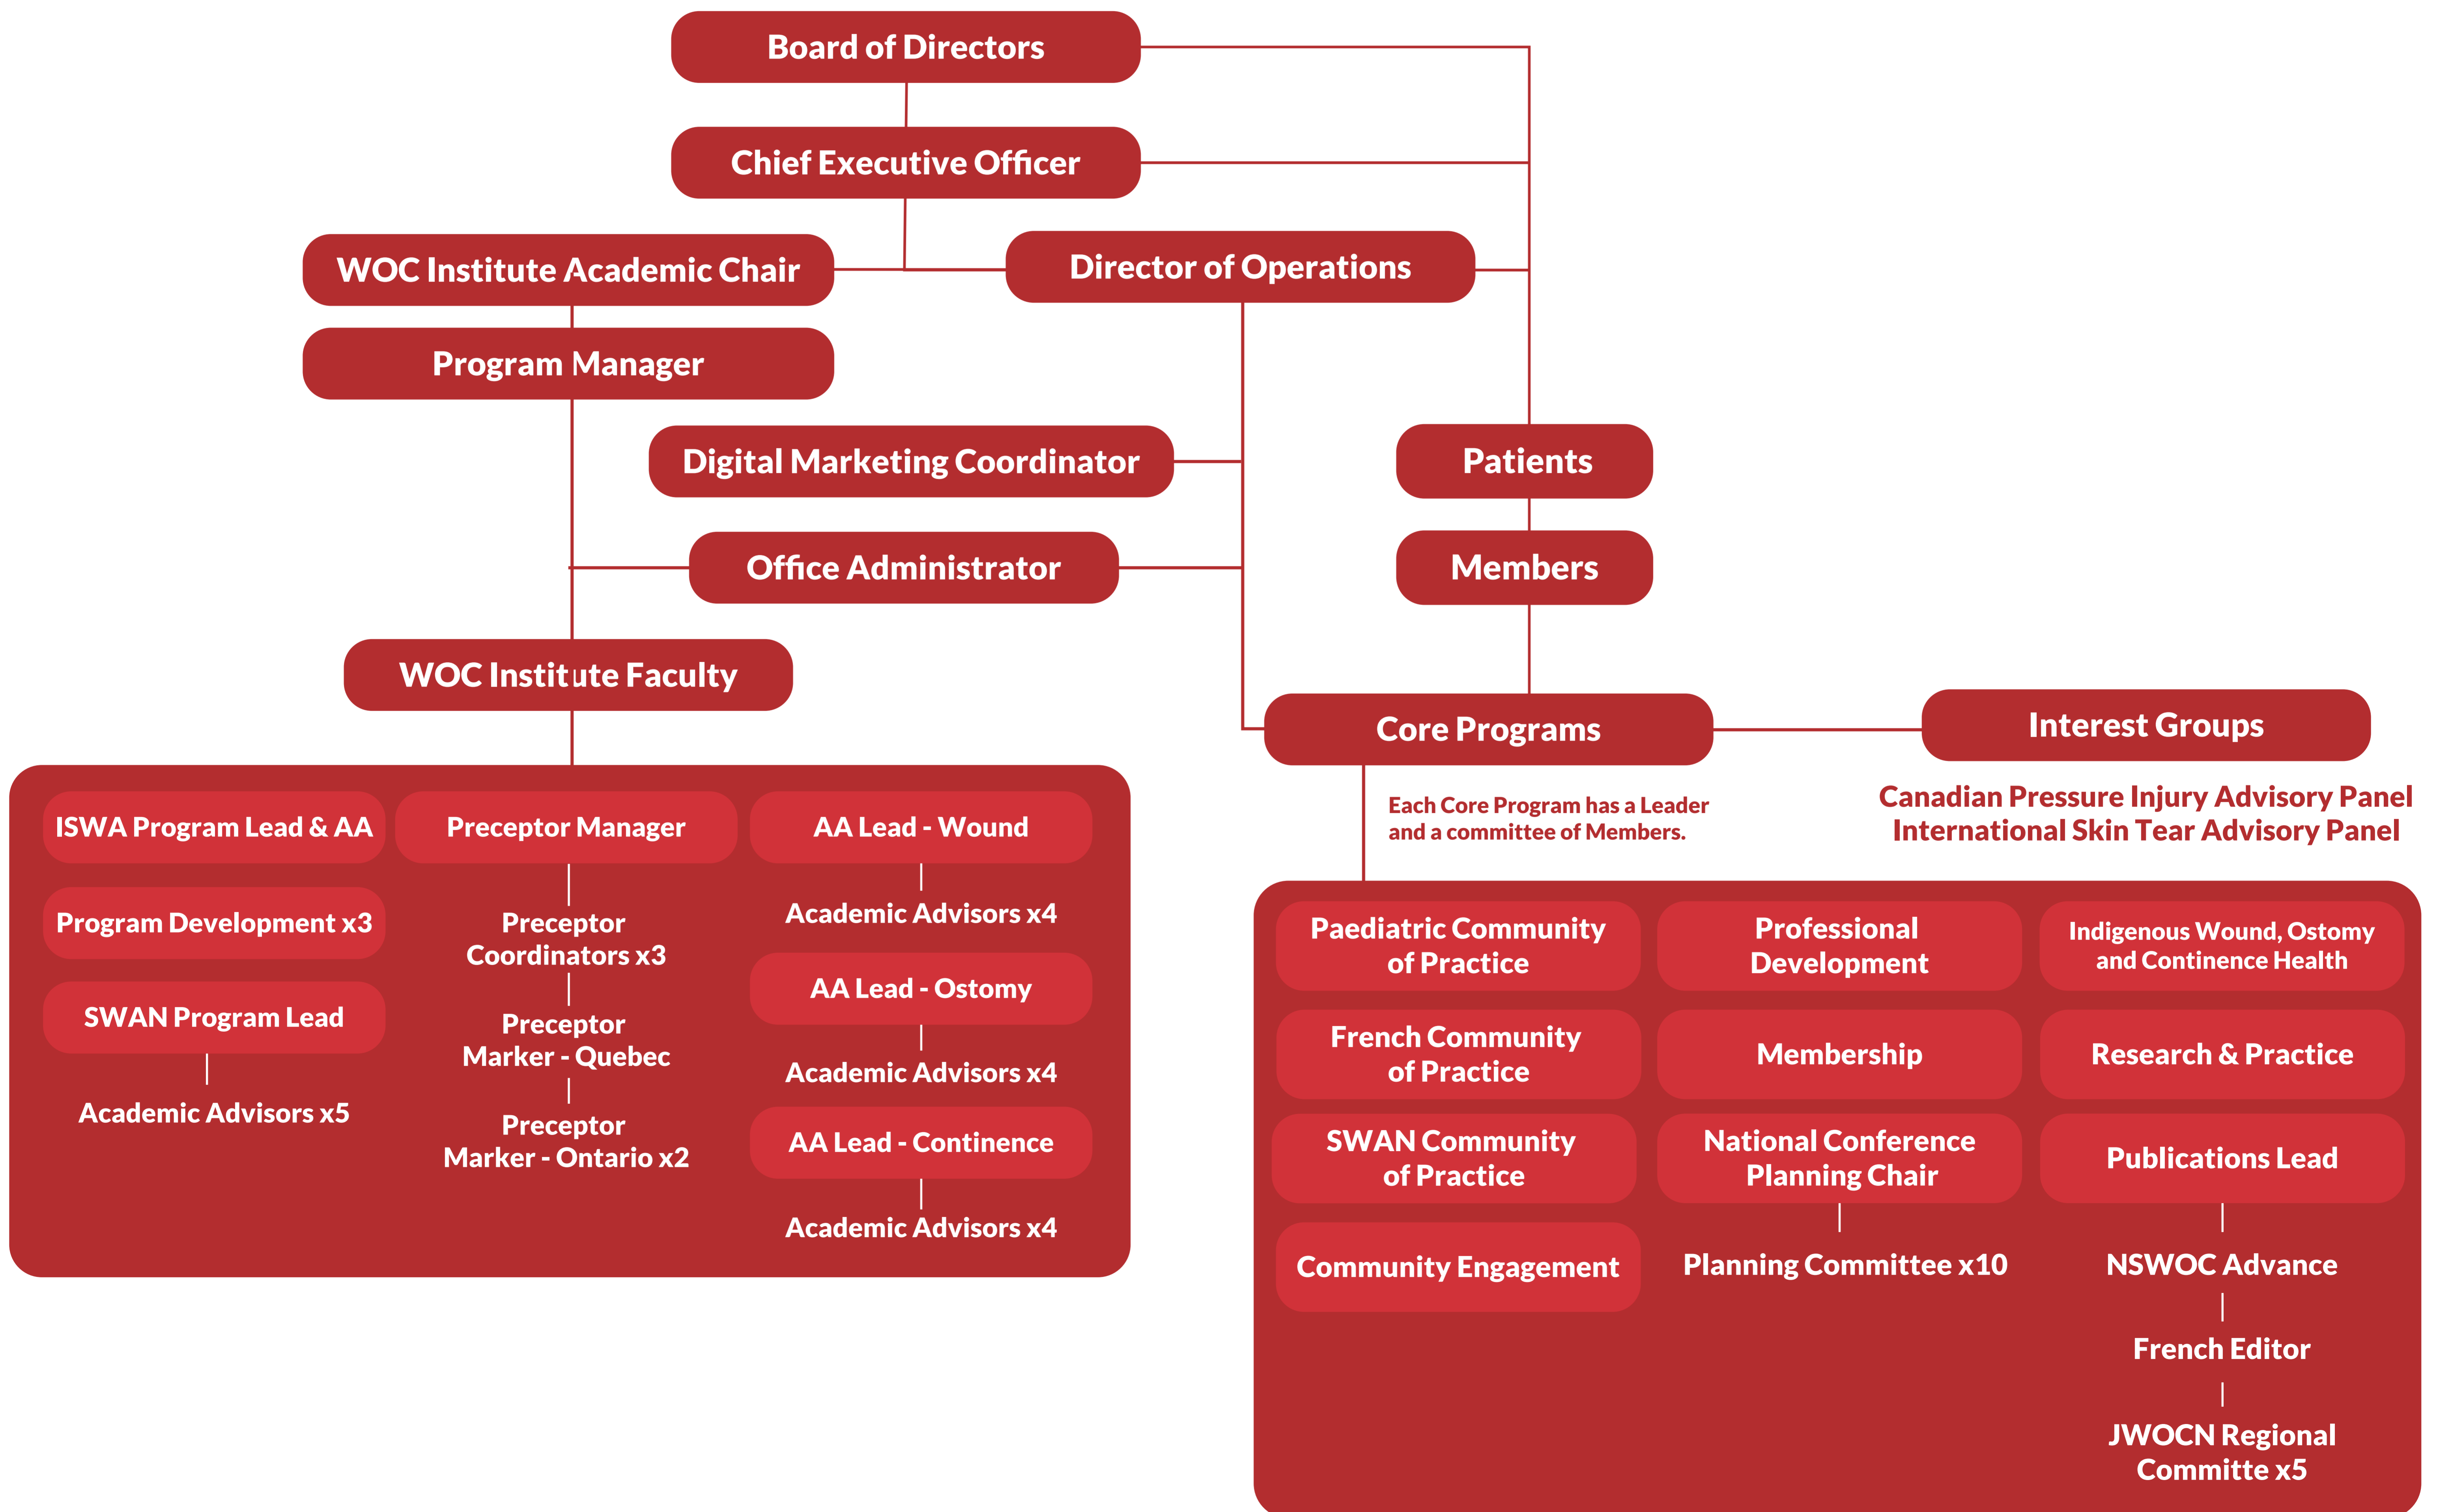 Board of Directors
Chief Executive Officer
WOC Institute Academic Chair
Director of Operations
Program Manager
Digital Marketing Coordinator
Patients
Office Administrator
Members
WOC Institute Faculty
Core Programs
Interest Groups
Each Core Program has a Leader
and a committee of Members.
Canadian Pressure Injury Advisory Panel
International Skin Tear Advisory Panel
ISWA Program Lead & AA
Program Development x3
SWAN Program Lead
Academic Advisors x5
Preceptor Manager
Preceptor
Coordinators x3
Preceptor
Marker - Quebec
Preceptor
Marker - Ontario x2
AA Lead - Wound
Academic Advisors x4
AA Lead - Ostomy
Academic Advisors x4
AA Lead - Continence
Academic Advisors x4
Paediatric Community
of Practice
French Community
of Practice
SWAN Community
of Practice
Community Engagement
Professional
Development
Membership
National Conference
Planning Chair
Planning Committee x10
Indigenous Wound, Ostomy
and Continence Health
Research & Practice
Publications Lead
NSWOC Advance
French Editor
JWOCN Regional
Committe x5